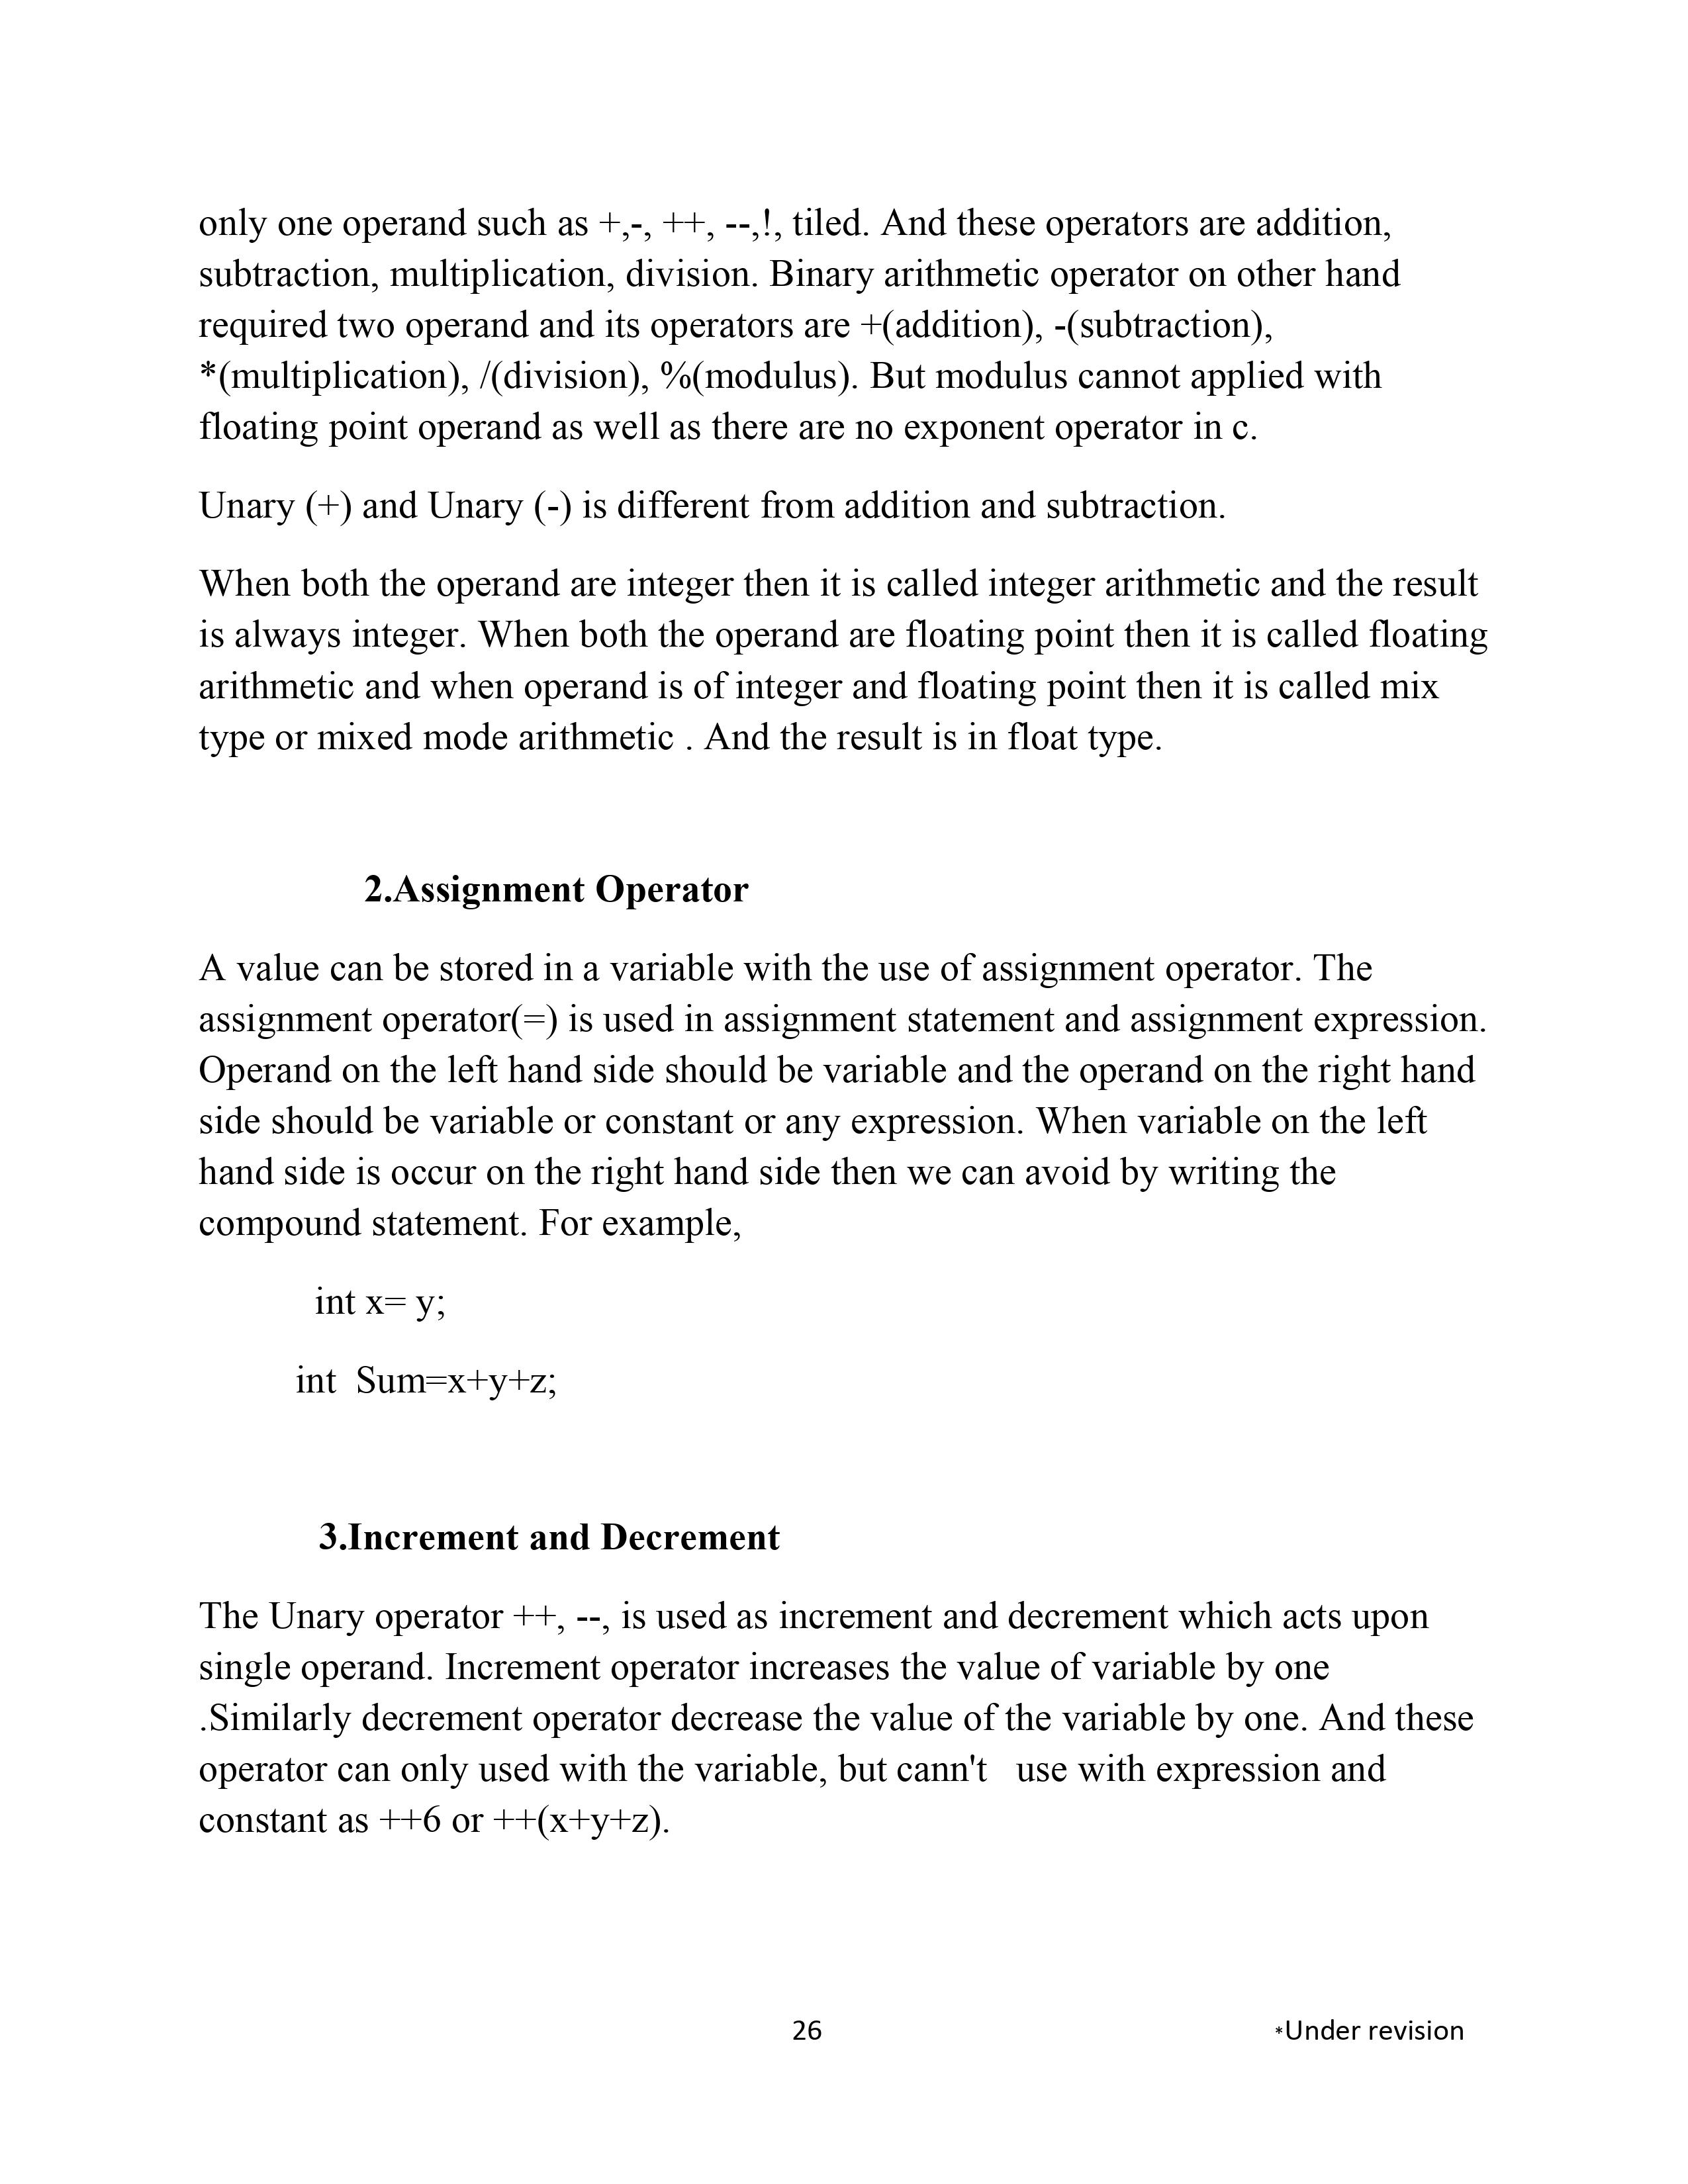 only one operand such as +,-, ++, --,!, tiled. And these operators are addition,
subtraction, multiplication, division. Binary arithmetic operator on other hand
required two operand and its operators are +(addition), -(subtraction),
*(multiplication), /(division), %(modulus). But modulus cannot applied with
floating point operand as well as there are no exponent operator in c.
Unary (+) and Unary (-) is different from addition and subtraction.
When both the operand are integer then it is called integer arithmetic and the result
is always integer. When both the operand are floating point then it is called floating
arithmetic and when operand is of integer and floating point then it is called mix
type or mixed mode arithmetic . And the result is in float type.
2.Assignment Operator
A value can be stored in a variable with the use of assignment operator. The
assignment operator(=) is used in assignment statement and assignment expression.
Operand on the left hand side should be variable and the operand on the right hand
side should be variable or constant or any expression. When variable on the left
hand side is occur on the right hand side then we can avoid by writing the
compound statement. For example,
int x= y;
int  Sum=x+y+z;
3.Increment and Decrement
The Unary operator ++, --, is used as increment and decrement which acts upon
single operand. Increment operator increases the value of variable by one
.Similarly decrement operator decrease the value of the variable by one. And these
operator can only used with the variable, but cann't   use with expression and
constant as ++6 or ++(x+y+z).
26 *Under revision